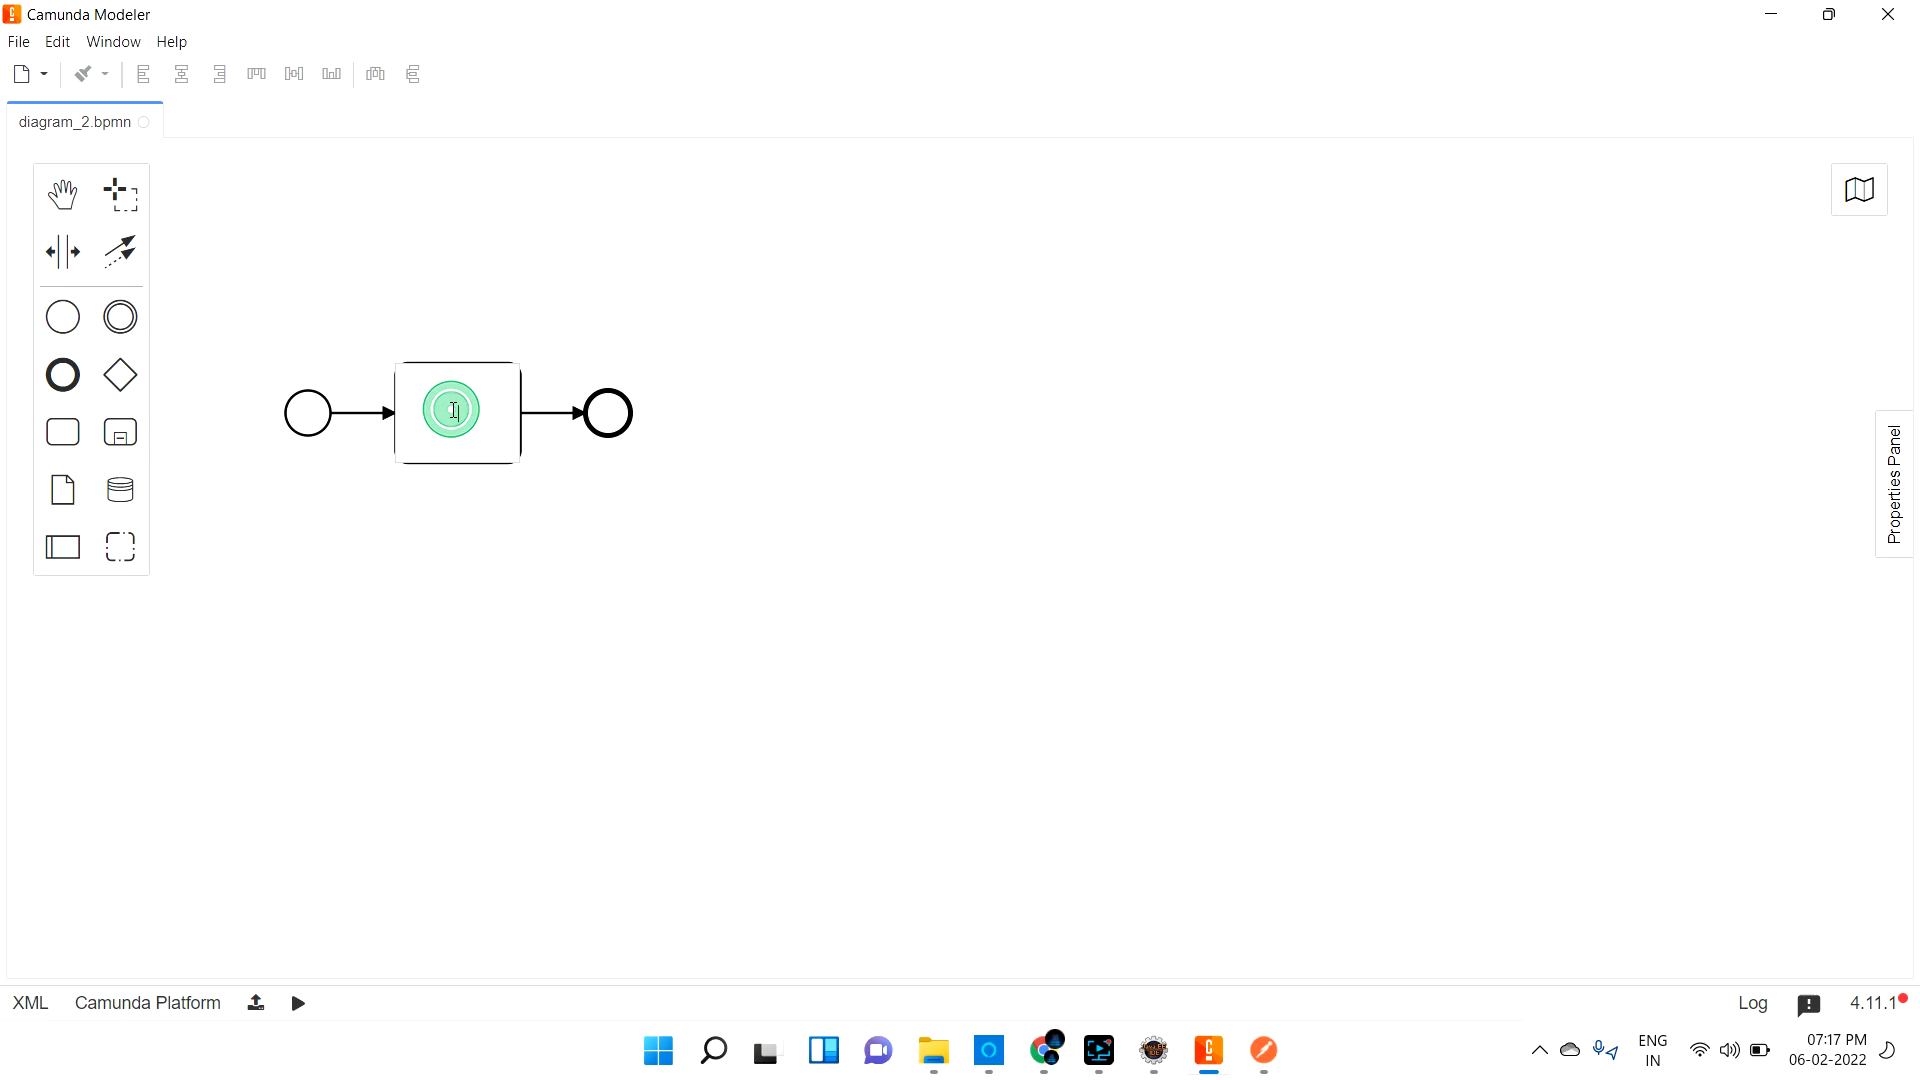 Camunda Modeler
File Edit Window Help
diagram_2.bpmn
Properties Panel
XML Camunda Platform Log 4.11.1
ENG 07:17 PM
IN 06-02-2022